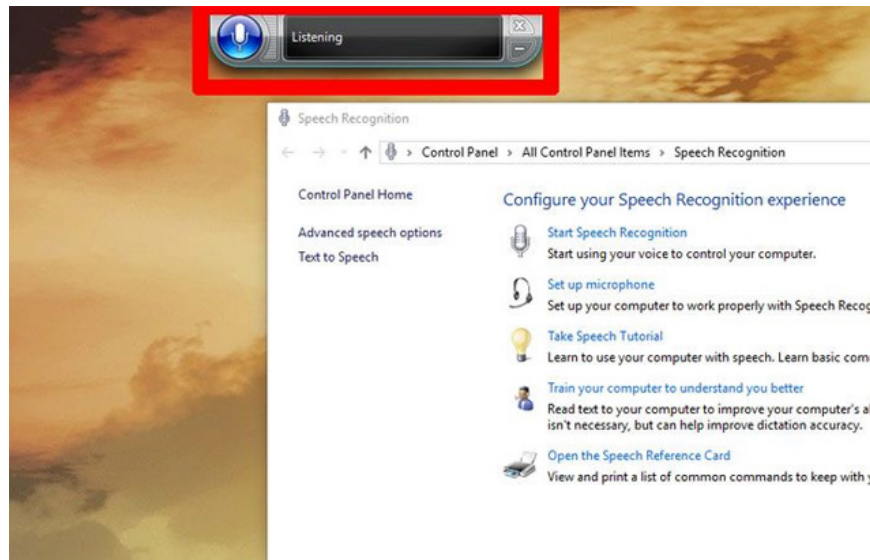 Listening
Speech Recognition
Control Panel > All Control Panel Items > Speech Recognition
Control Panel Home
Advanced speech options
Text to Speech
Configure your Speech Recognition experience
Start Speech Recognition
Start using your voice to control your computer.
Set up microphone
Set up your computer to work properly with Speech Recog
Take Speech Tutorial
Learn to use your computer with speech. Learn basic com
Train your computer to understand you better
Read text to your computer to improve your computer's a
isn't necessary, but can help improve dictation accuracy.
Open the Speech Reference Card
View and print a list of common commands to keep with y